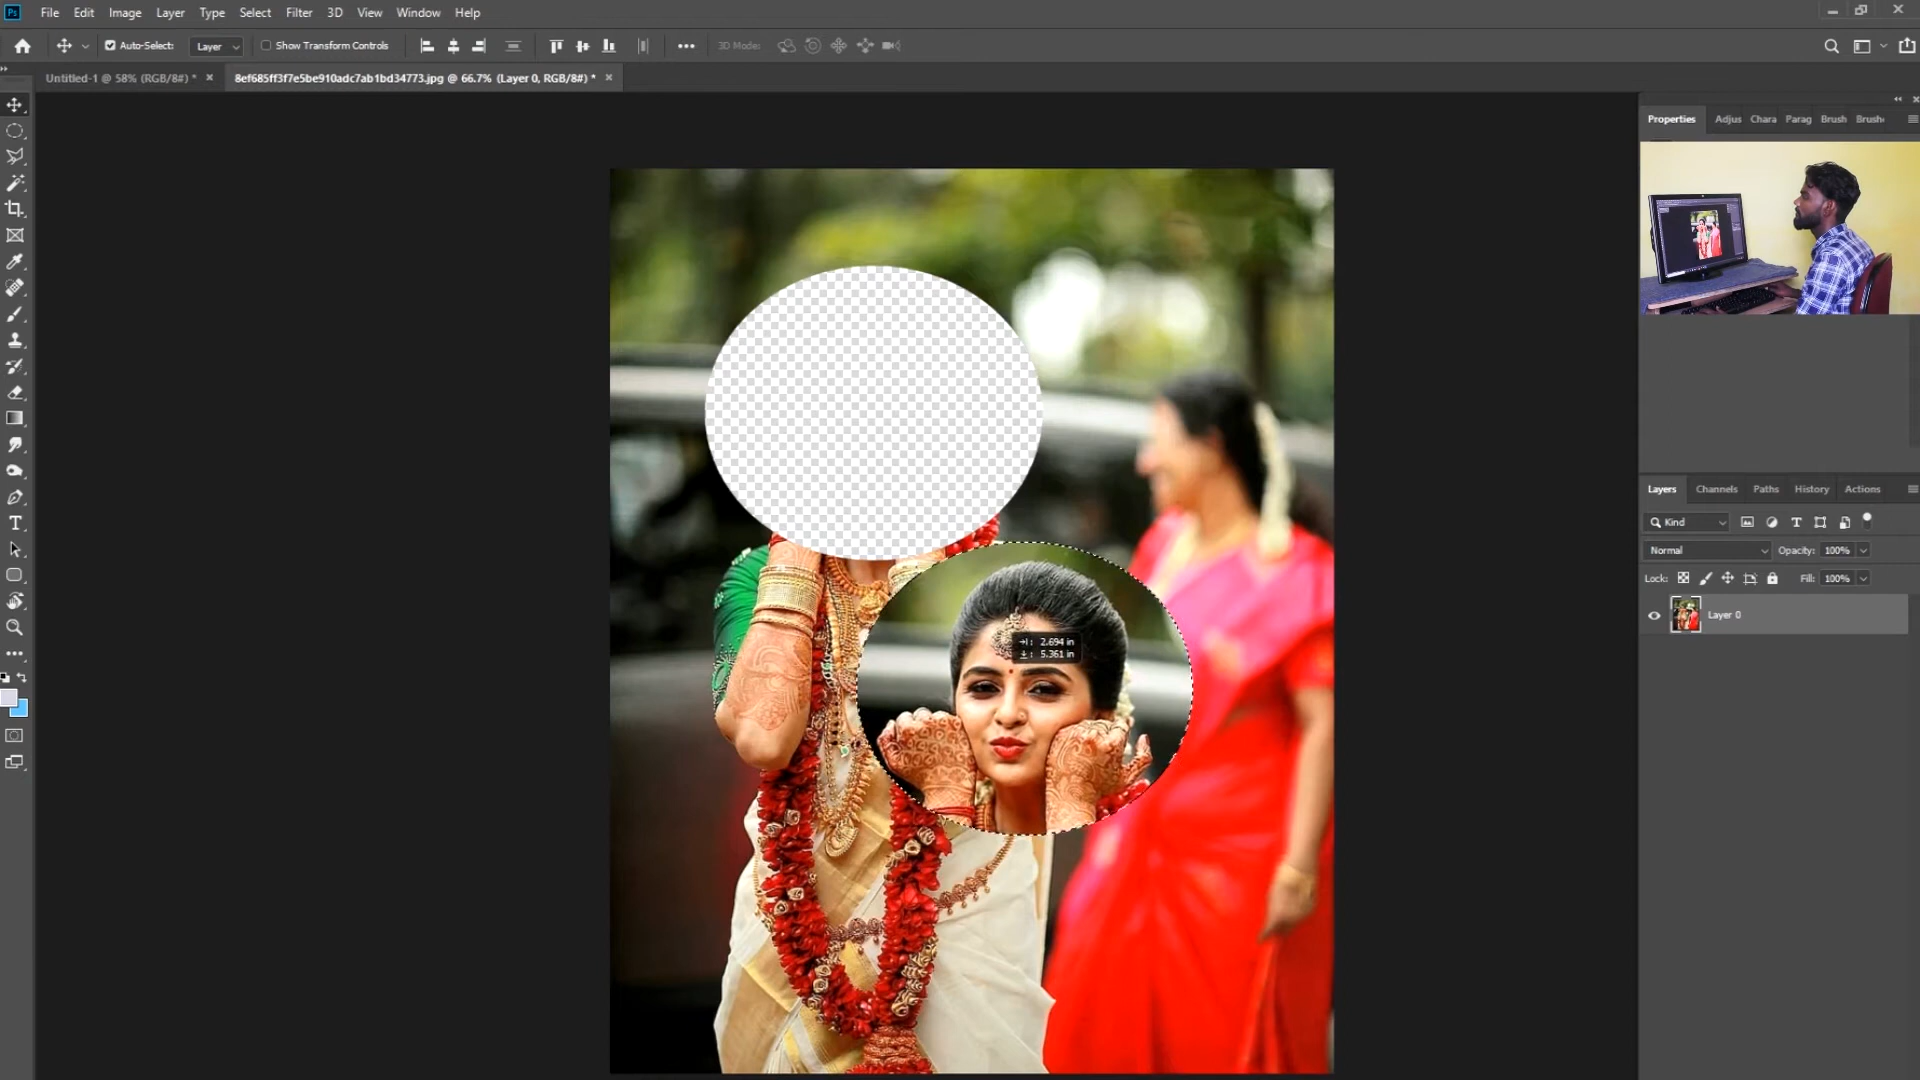 Ps File Edit Image Layer Type Select Filter 3D View Window Help
Auto-Select: Layer Show Transform Controls 3D Mode:
Untitled-1 @ 58% (RGB/8#) * × 8ef685ff3f7e5be910adc7ab1bd34773.jpg @ 66.7% (Layer 0, RGB/8#) * ×
Properties Adjus Chara Parag Brush Brush
2.694 in
5.361 in
Layers Channels Paths History Actions
Kind
Normal Opacity: 100%
Lock: Fill: 100%
Layer 0